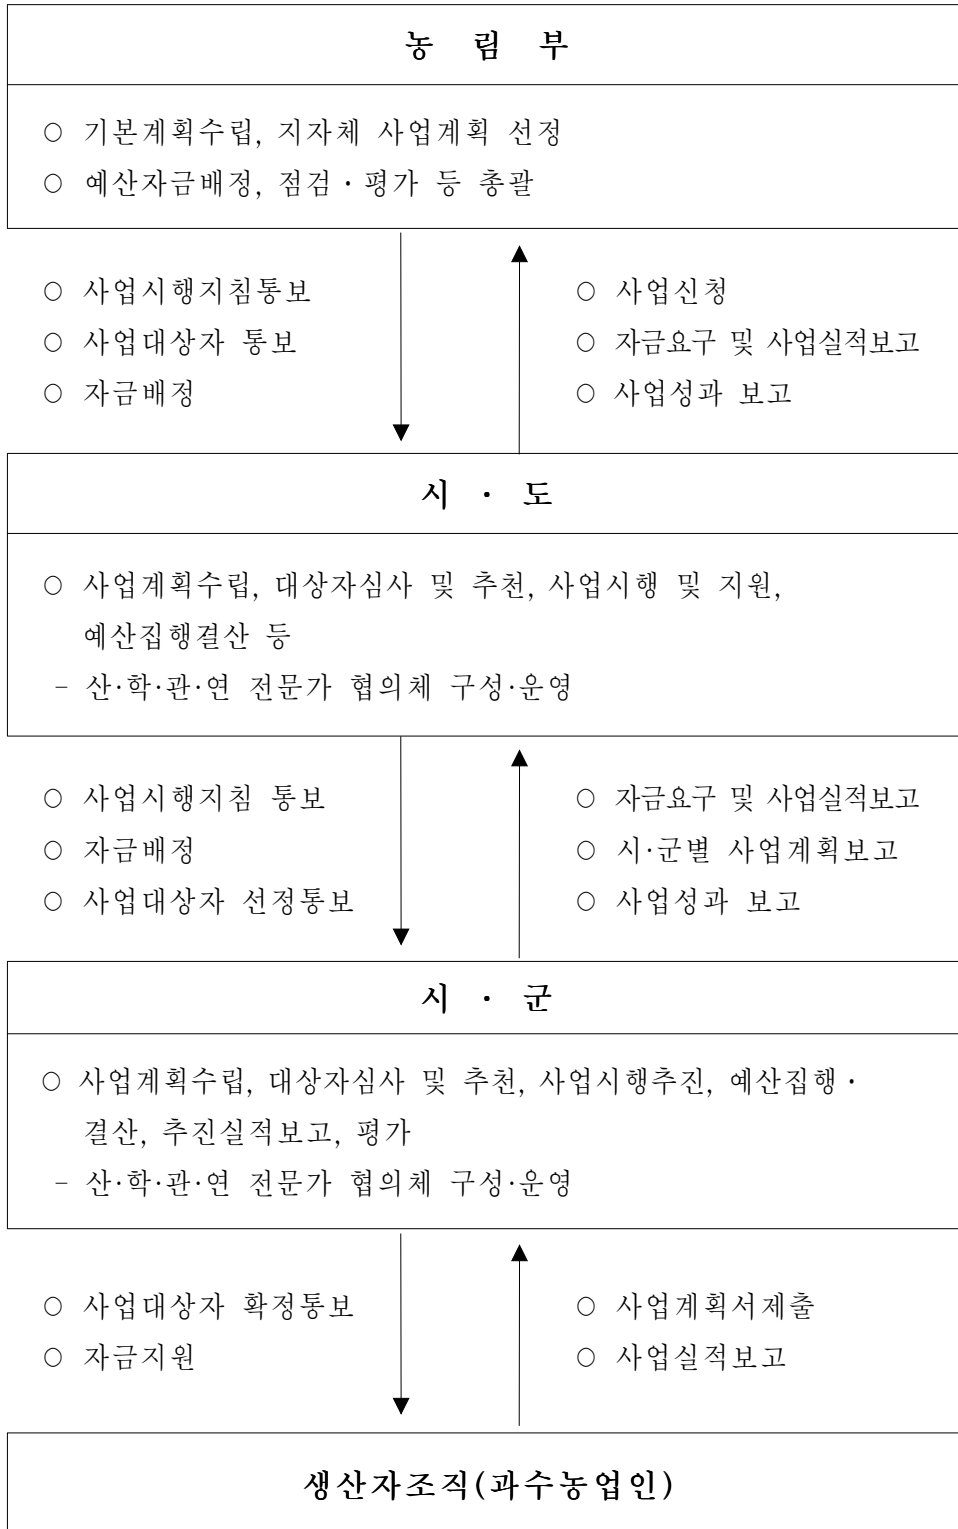 농 림 부
○ 기본계획수립, 지자체 사업계획 선정
○ 예산자금배정, 점검·평가 등 총괄
○ 사업시행지침통보
○ 사업대상자 통보
○ 자금배정
○ 사업신청
○ 자금요구 및 사업실적보고
○ 사업성과 보고
시 · 도
○ 사업계획수립, 대상자심사 및 추천, 사업시행 및 지원,
예산집행결산 등
- 산·학·관·연 전문가 협의체 구성·운영
○ 사업시행지침 통보
○ 자금배정
○ 사업대상자 선정통보
○ 자금요구 및 사업실적보고
○ 시·군별 사업계획보고
○ 사업성과 보고
시 · 군
○ 사업계획수립, 대상자심사 및 추천, 사업시행추진, 예산집행·
결산, 추진실적보고, 평가
- 산·학·관·연 전문가 협의체 구성·운영
○ 사업대상자 확정통보
○ 자금지원
○ 사업계획서제출
○ 사업실적보고
생산자조직(과수농업인)